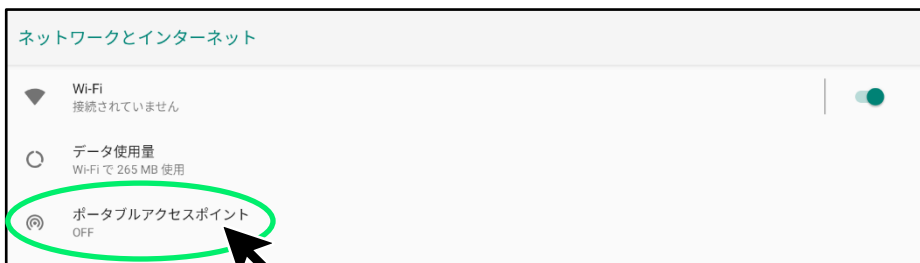 ネットワークとインターネット
Wi-Fi
接続されていません
データ使用量
Wi-Fi で 265 MB 使用
ポータブルアクセスポイント
OFF